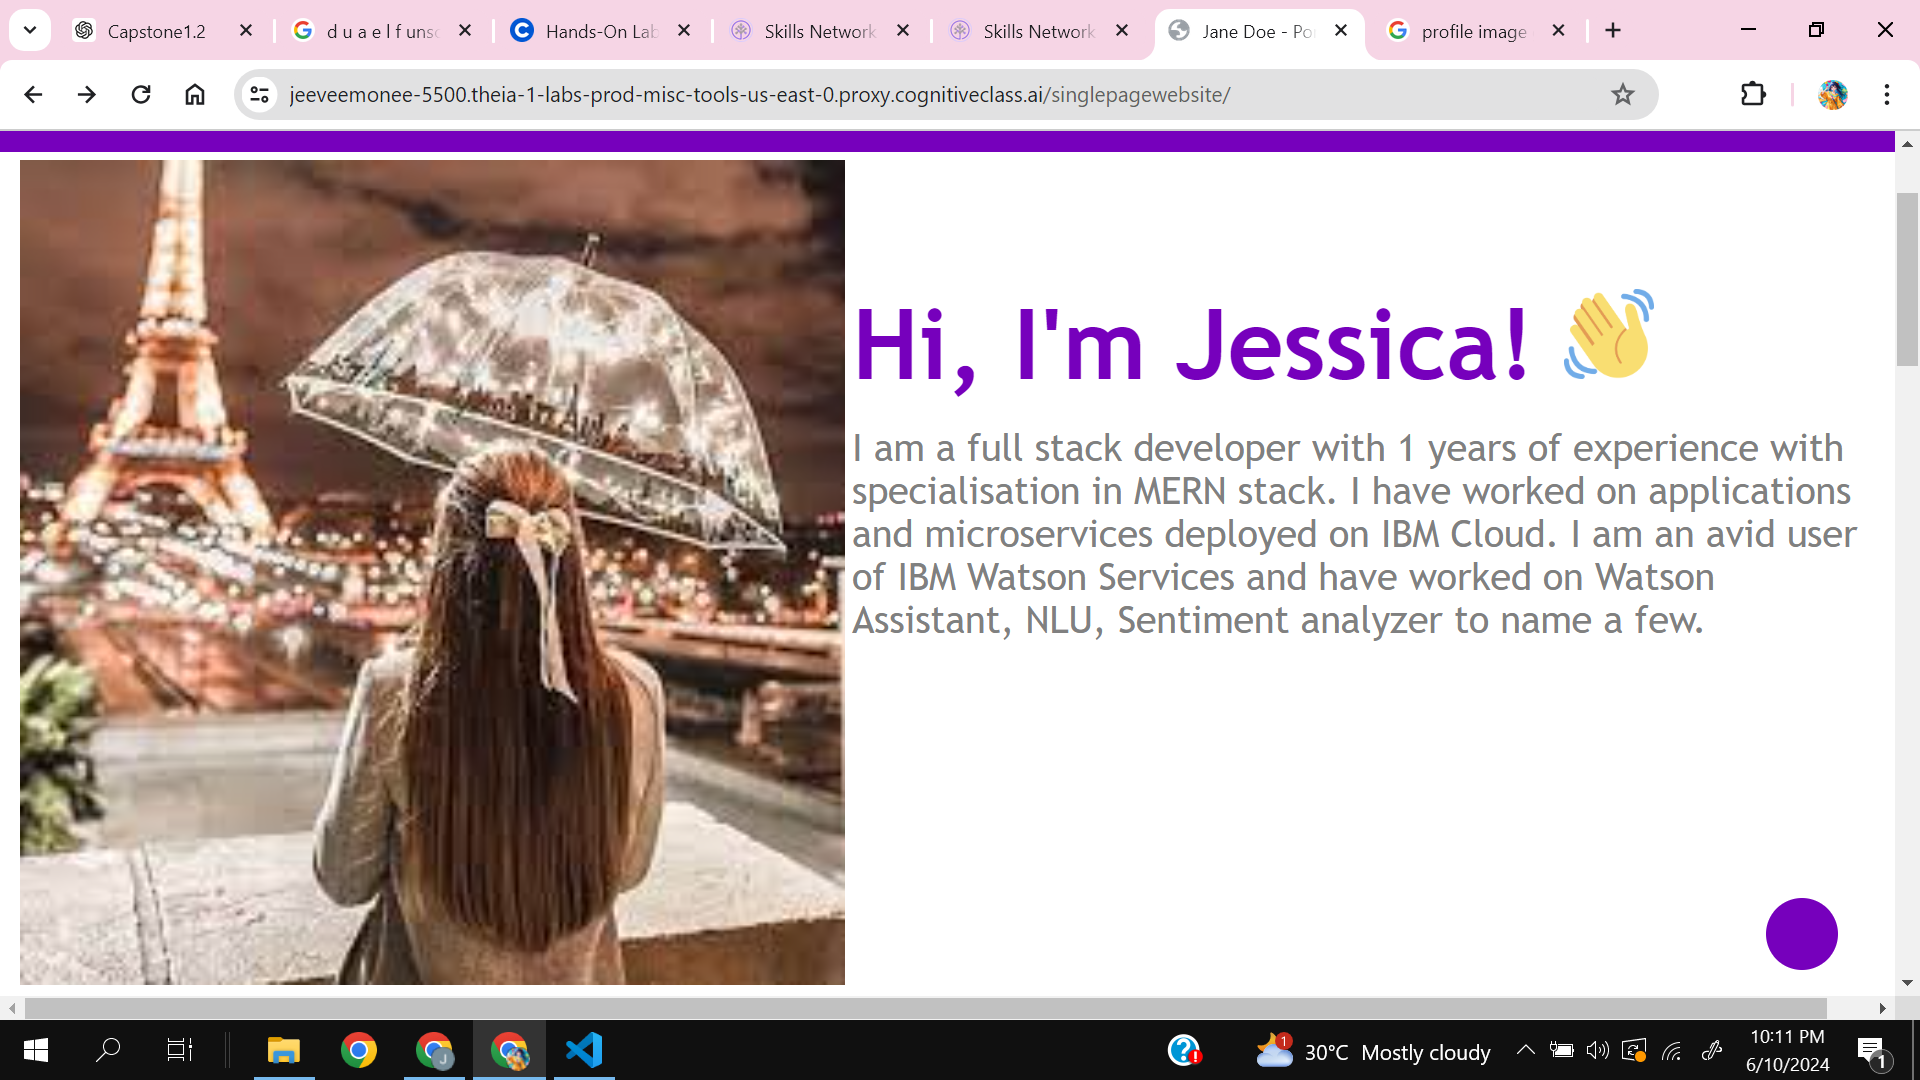 Capstone1.2
d u a e l f unsc
Hands-On Lab
Skills Network
Skills Network
Jane Doe - Por
profile image
jeeveemonee-5500.theia-1-labs-prod-misc-tools-us-east-0.proxy.cognitiveclass.ai/singlepagewebsite/
Hi, I'm Jessica! 👋
I am a full stack developer with 1 years of experience with
specialisation in MERN stack. I have worked on applications
and microservices deployed on IBM Cloud. I am an avid user
of IBM Watson Services and have worked on Watson
Assistant, NLU, Sentiment analyzer to name a few.
J
1
30°C Mostly cloudy
10:11 PM
6/10/2024
1